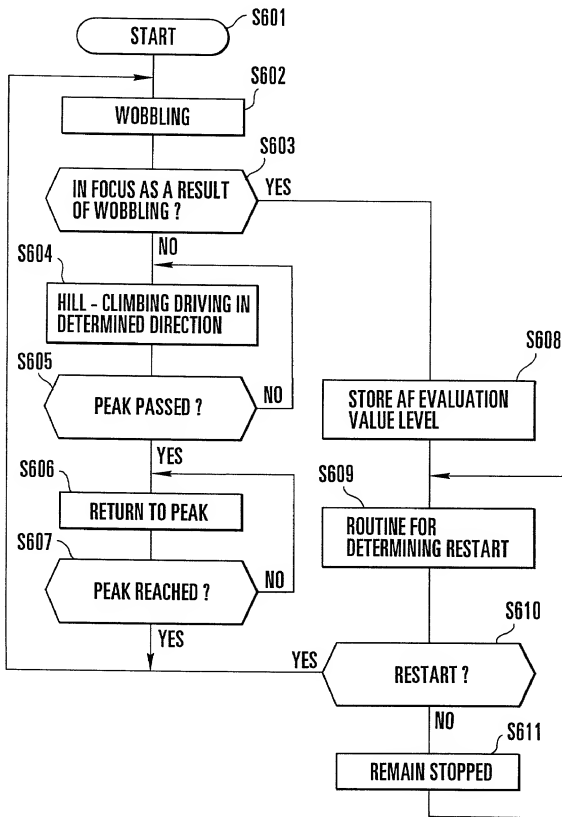 S601
START
S602
WOBBLING
S603
IN FOCUS AS A RESULT
OF WOBBLING ?
YES
NO
S604
HILL - CLIMBING DRIVING IN
DETERMINED DIRECTION
S605
PEAK PASSED ?
NO
YES
S606
RETURN TO PEAK
S607
PEAK REACHED ?
NO
YES
S608
STORE AF EVALUATION
VALUE LEVEL
S609
ROUTINE FOR
DETERMINING RESTART
S610
YES
RESTART ?
NO
S611
REMAIN STOPPED